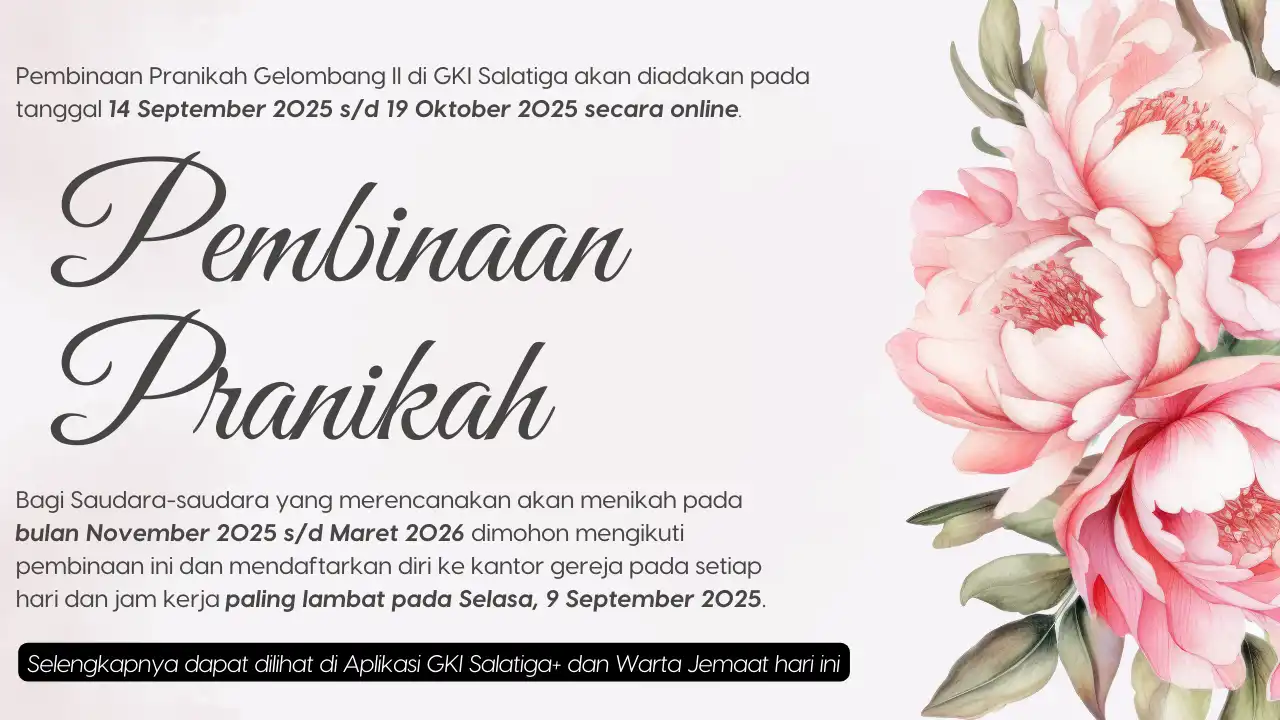 Pembinaan Pranikah Gelombang II di GKI Salatiga akan diadakan pada
tanggal 14 September 2025 s/d 19 Oktober 2025 secara online.
Pembinaan
Pranikah
Bagi Saudara-saudara yang merencanakan akan menikah pada
bulan November 2025 s/d Maret 2026 dimohon mengikuti
pembinaan ini dan mendaftarkan diri ke kantor gereja pada setiap
hari dan jam kerja paling lambat pada Selasa, 9 September 2025.
Selengkapnya dapat dilihat di Aplikasi GKI Salatiga+ dan Warta Jemaat hari ini